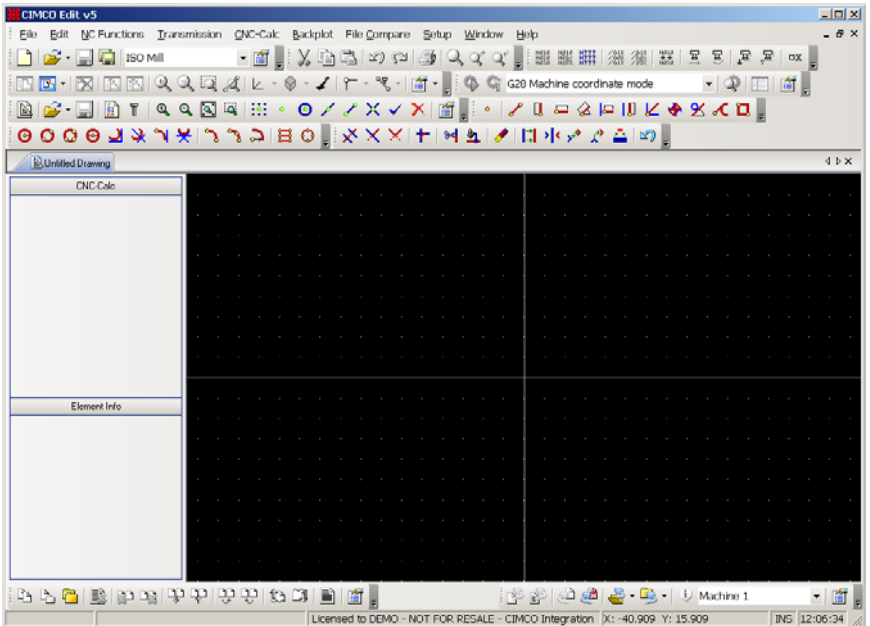 CIMCO Edit v5
File Edit NC Functions Transmission CNC-Calc Backplot File Compare Setup Window Help
ISO Mill
G28 Machine coordinate mode
Untitled Drawing
CNC-Calc
Element Info
Machine 1
Licensed to DEMO - NOT FOR RESALE - CIMCO Integration X: -40.909 Y: 15.909 INS 12:06:34